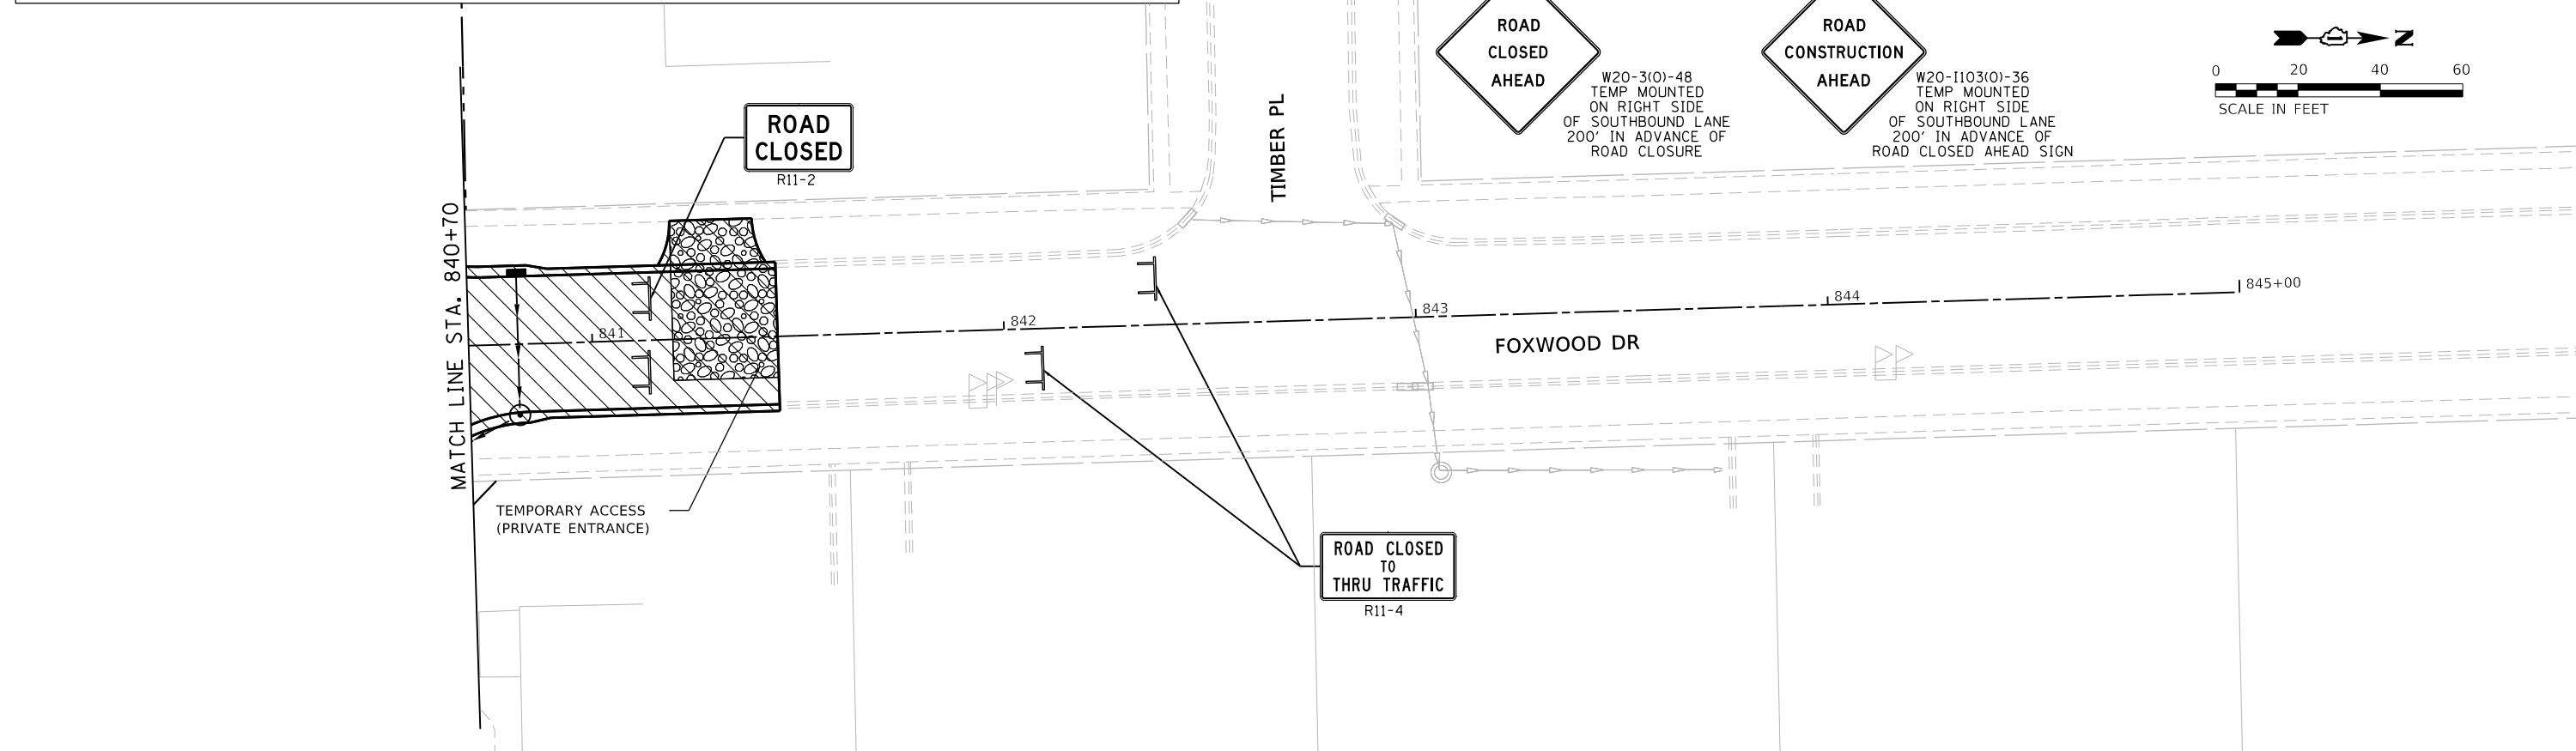 ROAD
CLOSED
AHEAD
W20-3(O)-48
TEMP MOUNTED
ON RIGHT SIDE
OF SOUTHBOUND LANE
200' IN ADVANCE OF
ROAD CLOSURE
ROAD
CONSTRUCTION
AHEAD
W20-I103(O)-36
TEMP MOUNTED
ON RIGHT SIDE
OF SOUTHBOUND LANE
200' IN ADVANCE OF
ROAD CLOSED AHEAD SIGN
N
0 20 40 60
SCALE IN FEET
ROAD
CLOSED
R11-2
TIMBER PL
MATCH LINE STA. 840+70
841
842
843
844
845+00
FOXWOOD DR
TEMPORARY ACCESS
(PRIVATE ENTRANCE)
ROAD CLOSED
TO
THRU TRAFFIC
R11-4